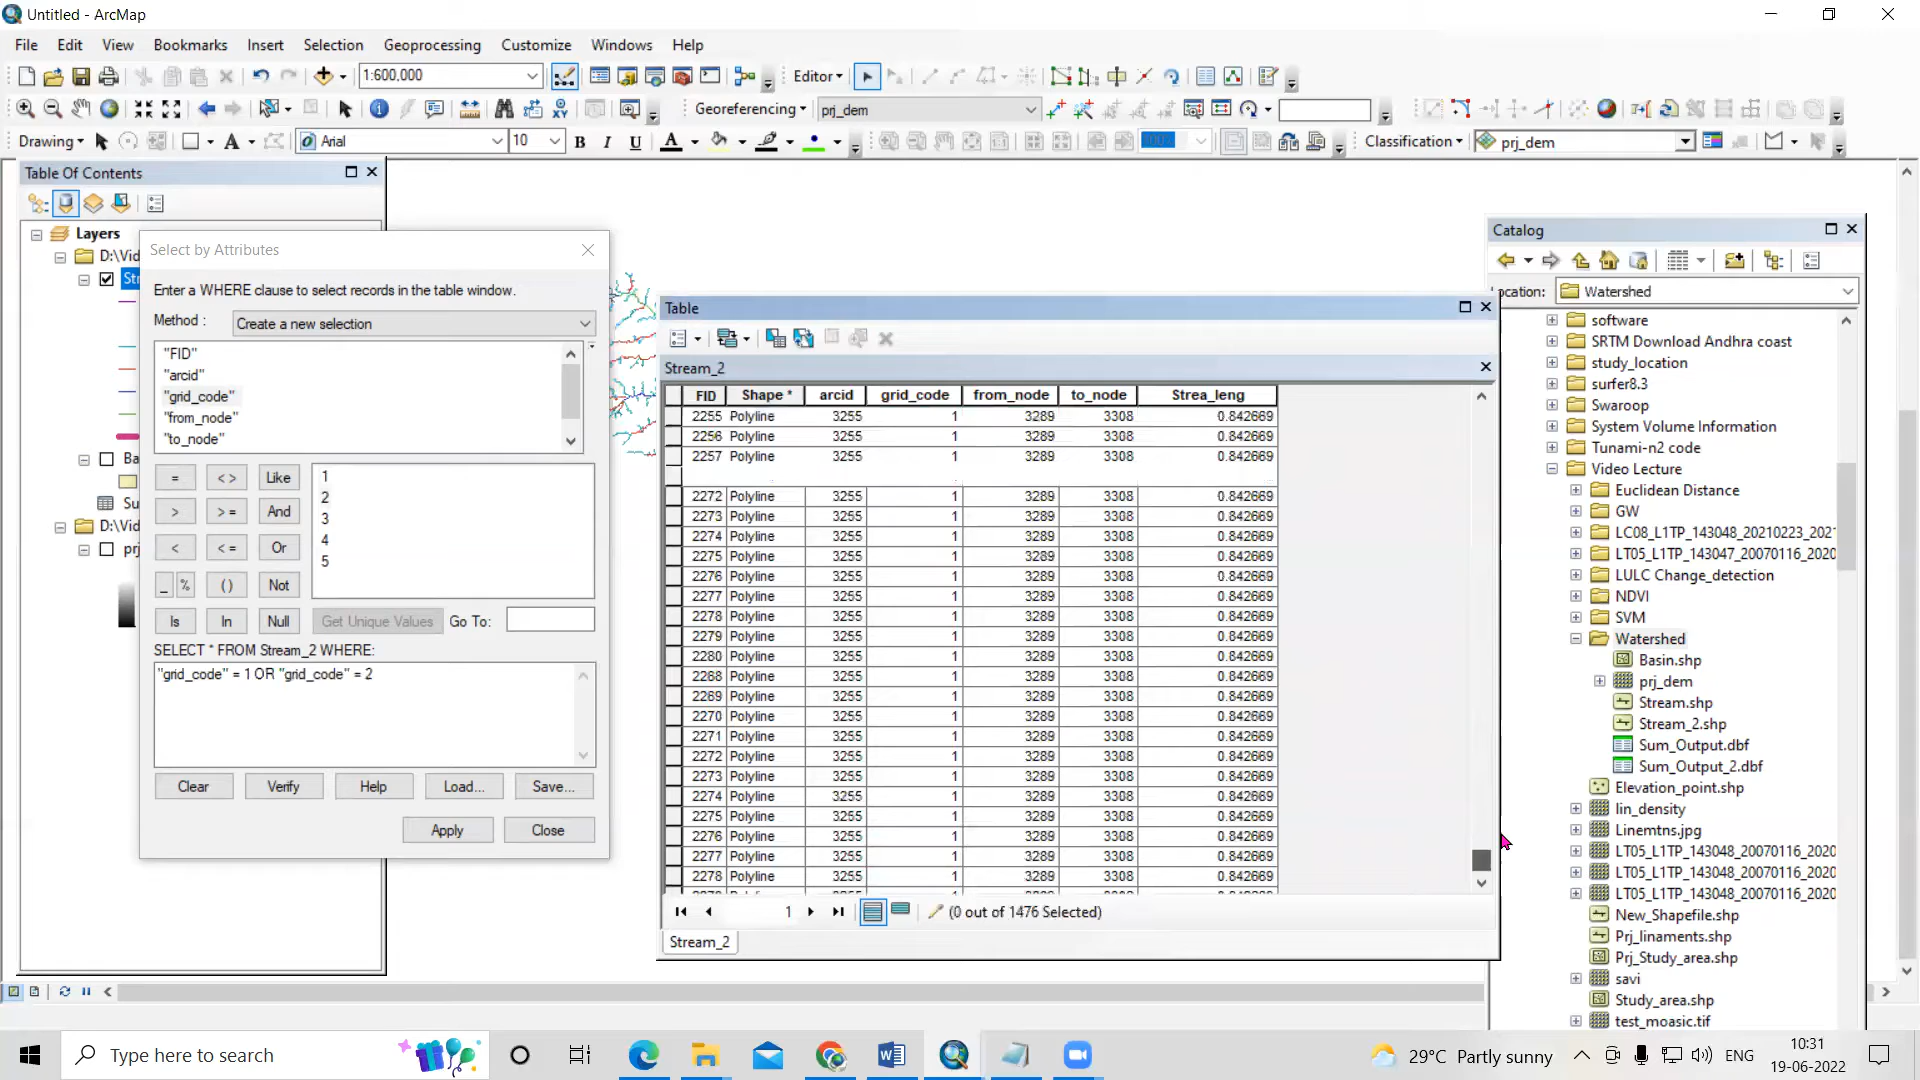 Untitled - ArcMap
File Edit View Bookmarks Insert Selection Geoprocessing Customize Windows Help
1:600,000 Editor
Georeferencing prj_dem
Drawing Arial 10 B I U A Classification prj_dem
Table Of Contents
Layers
D:\Vid
Str
Ba
Su
D:\Vid
prj
Select by Attributes
Enter a WHERE clause to select records in the table window.
Method : Create a new selection
"FID"
"arcid"
"grid_code"
"from_node"
"to_node"
= < > Like
> > = And
< < = Or
_ % ( ) Not
Is In Null Get Unique Values Go To:
1
2
3
4
5
SELECT * FROM Stream_2 WHERE:
"grid_code" = 1 OR "grid_code" = 2
Clear Verify Help Load... Save...
Apply Close
Table
Stream_2
FID Shape * arcid grid_code from_node to_node Strea_leng
2255 Polyline 3255 1 3289 3308 0.842669
2256 Polyline 3255 1 3289 3308 0.842669
2257 Polyline 3255 1 3289 3308 0.842669
2272 Polyline 3255 1 3289 3308 0.842669
2273 Polyline 3255 1 3289 3308 0.842669
2274 Polyline 3255 1 3289 3308 0.842669
2275 Polyline 3255 1 3289 3308 0.842669
2276 Polyline 3255 1 3289 3308 0.842669
2277 Polyline 3255 1 3289 3308 0.842669
2278 Polyline 3255 1 3289 3308 0.842669
2279 Polyline 3255 1 3289 3308 0.842669
2280 Polyline 3255 1 3289 3308 0.842669
2268 Polyline 3255 1 3289 3308 0.842669
2269 Polyline 3255 1 3289 3308 0.842669
2270 Polyline 3255 1 3289 3308 0.842669
2271 Polyline 3255 1 3289 3308 0.842669
2272 Polyline 3255 1 3289 3308 0.842669
2273 Polyline 3255 1 3289 3308 0.842669
2274 Polyline 3255 1 3289 3308 0.842669
2275 Polyline 3255 1 3289 3308 0.842669
2276 Polyline 3255 1 3289 3308 0.842669
2277 Polyline 3255 1 3289 3308 0.842669
2278 Polyline 3255 1 3289 3308 0.842669
1 (0 out of 1476 Selected)
Stream_2
Catalog
ocation: Watershed
software
SRTM Download Andhra coast
study_location
surfer8.3
Swaroop
System Volume Information
Tunami-n2 code
Video Lecture
Euclidean Distance
GW
LC08_L1TP_143048_20210223_202
LT05_L1TP_143047_20070116_2020
LULC Change_detection
NDVI
SVM
Watershed
Basin.shp
prj_dem
Stream.shp
Stream_2.shp
Sum_Output.dbf
Sum_Output_2.dbf
Elevation_point.shp
lin_density
Linemtns.jpg
LT05_L1TP_143048_20070116_2020
LT05_L1TP_143048_20070116_2020
LT05_L1TP_143048_20070116_2020
New_Shapefile.shp
Prj_linaments.shp
Prj_Study_area.shp
savi
Study_area.shp
test_moasic.tif
Type here to search
29°C Partly sunny ENG
10:31
19-06-2022